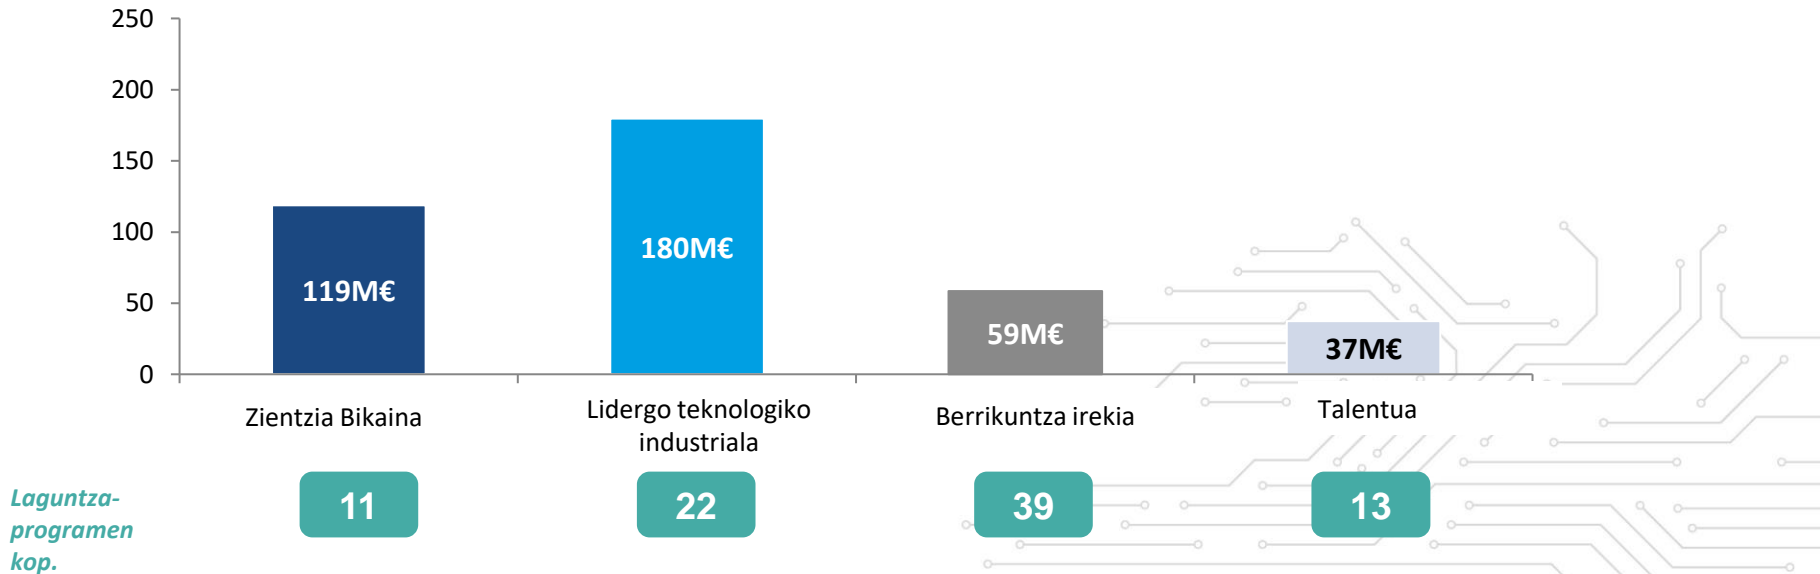 250
200
150
100
50
0
119M€
180M€
59M€
37M€
Zientzia Bikaina
Lidergo teknologiko
industriala
Berrikuntza irekia
Talentua
Laguntza-
programen
kop.
11
22
39
13